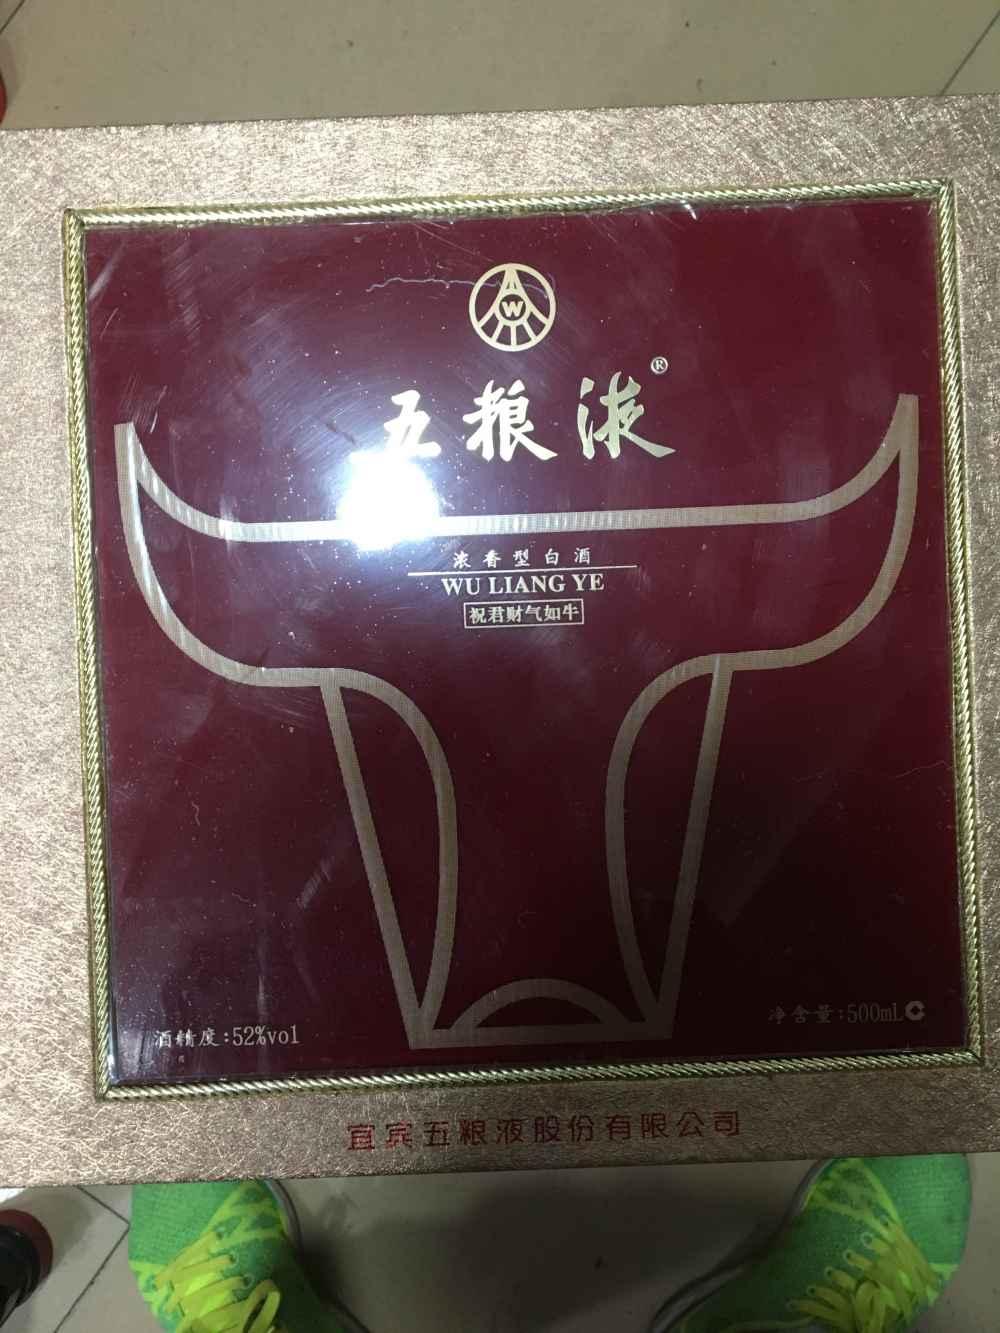 W
五粮液®
浓香型白酒
WU LIANG YE
祝君财气如牛
酒精度:52%vol
净含量:500mL C
宜宾五粮液股份有限公司